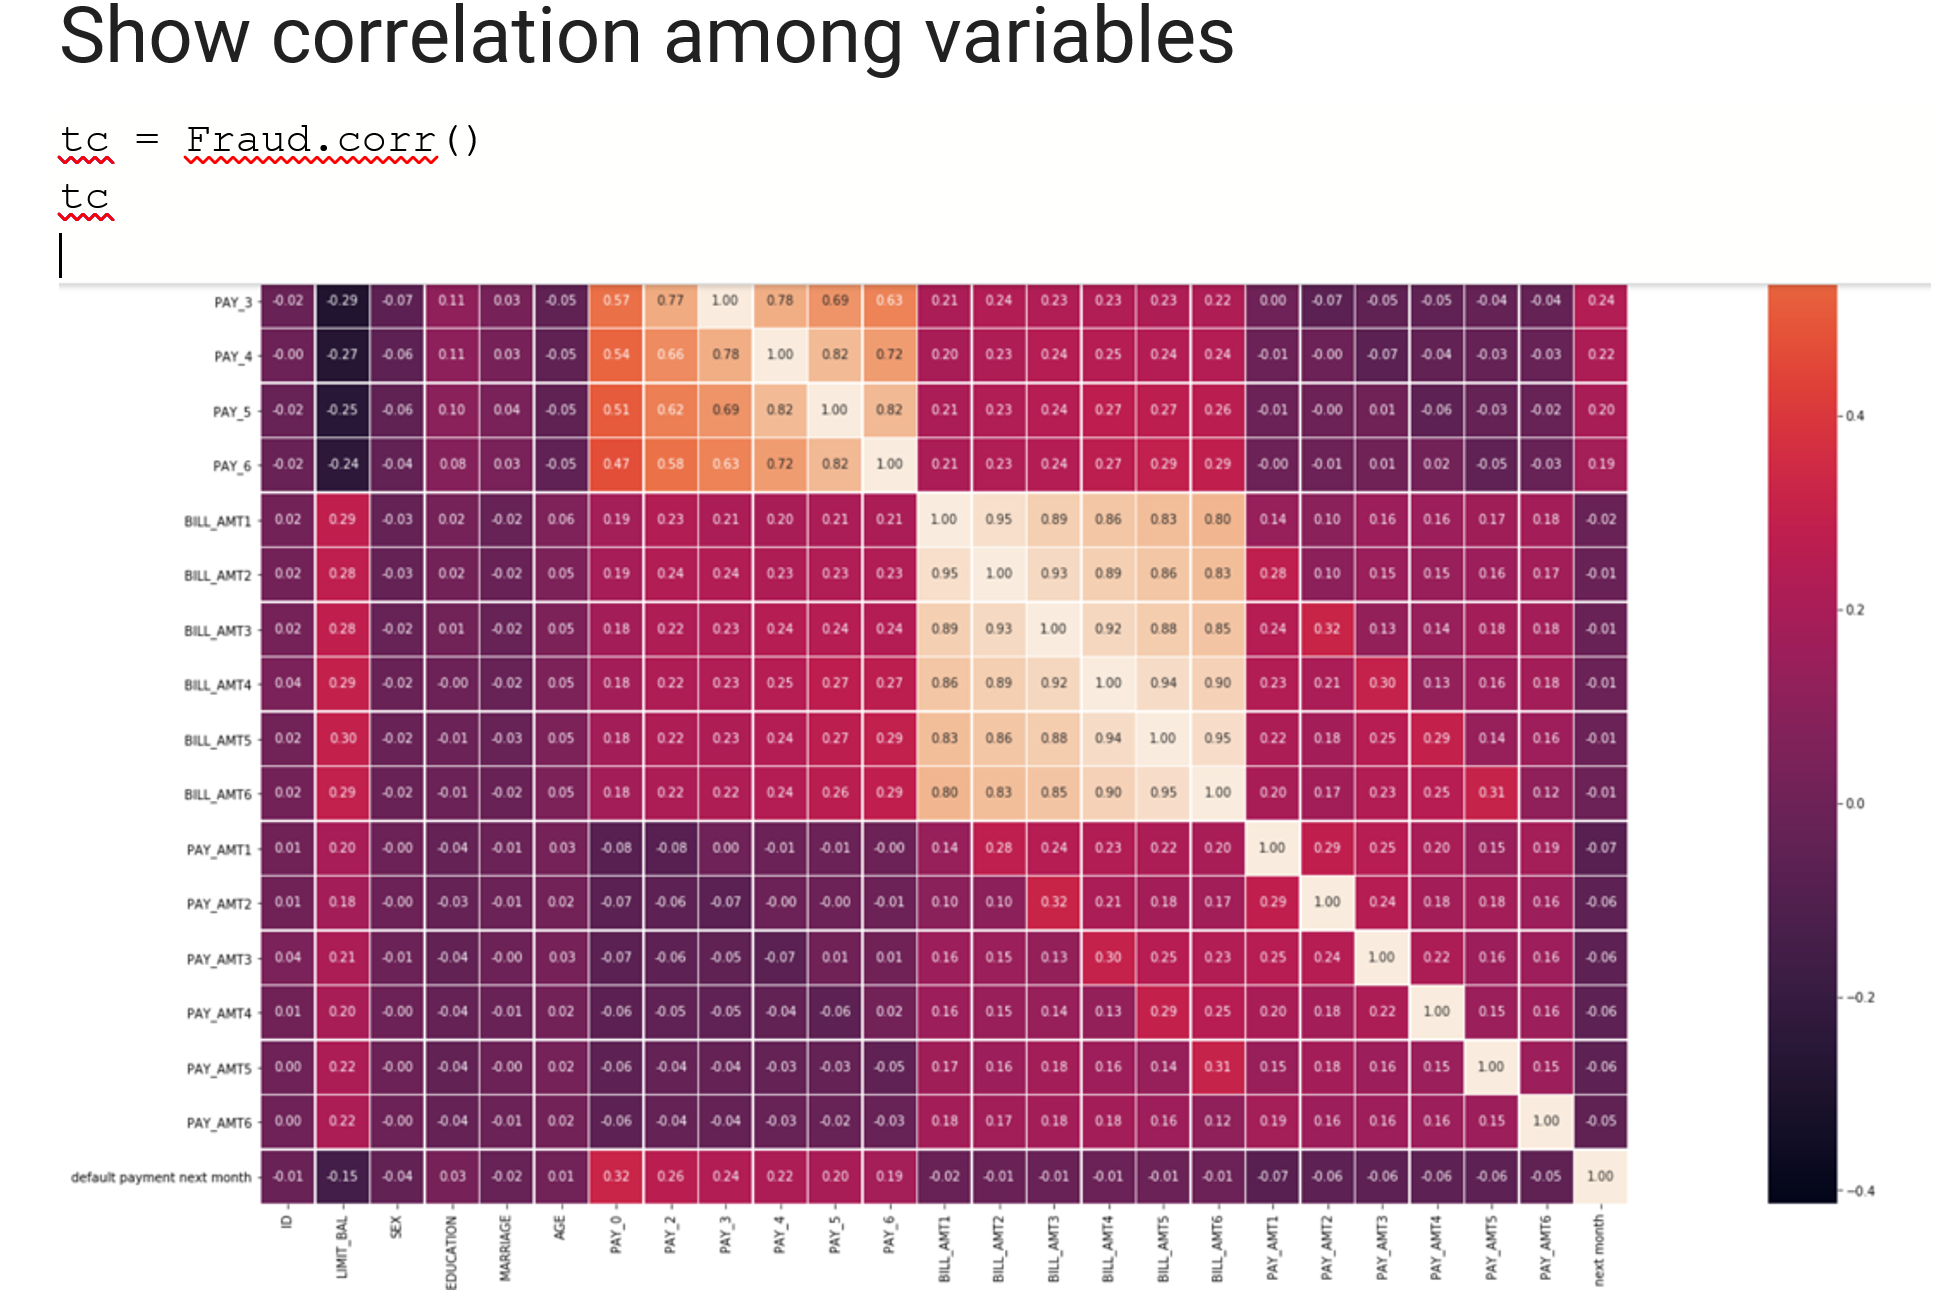 Show correlation among variables
tc = Fraud.corr()
tc
PAY_3 -0.02 -0.29 -0.07 0.11 0.03 -0.05 0.57 0.77 1.00 0.78 0.69 0.63 0.21 0.24 0.23 0.23 0.23 0.22 0.00 -0.07 -0.05 -0.05 -0.04 -0.04 0.24
PAY_4 -0.00 -0.27 -0.06 0.11 0.03 -0.05 0.54 0.66 0.78 1.00 0.82 0.72 0.20 0.23 0.24 0.25 0.24 0.24 -0.01 -0.00 -0.07 -0.04 -0.03 -0.03 0.22
PAY_5 -0.02 -0.25 -0.06 0.10 0.04 -0.05 0.51 0.62 0.69 0.82 1.00 0.82 0.21 0.23 0.24 0.27 0.27 0.26 -0.01 -0.00 0.01 -0.06 -0.03 -0.02 0.20
0.4
PAY_6 -0.02 -0.24 -0.04 0.08 0.03 -0.05 0.47 0.58 0.63 0.72 0.82 1.00 0.21 0.23 0.24 0.27 0.29 0.29 -0.00 -0.01 0.01 0.02 -0.05 -0.03 0.19
BILL_AMT1 0.02 0.29 -0.03 0.02 -0.02 0.06 0.19 0.23 0.21 0.20 0.21 0.21 1.00 0.95 0.89 0.86 0.83 0.80 0.14 0.10 0.16 0.16 0.17 0.18 -0.02
BILL_AMT2 0.02 0.28 -0.03 0.02 -0.02 0.05 0.19 0.24 0.24 0.23 0.23 0.23 0.95 1.00 0.93 0.89 0.86 0.83 0.28 0.10 0.15 0.15 0.16 0.17 -0.01
0.2
BILL_AMT3 0.02 0.28 -0.02 0.01 -0.02 0.05 0.18 0.22 0.23 0.24 0.24 0.24 0.89 0.93 1.00 0.92 0.88 0.85 0.24 0.32 0.13 0.14 0.18 0.18 -0.01
BILL_AMT4 0.04 0.29 -0.02 -0.00 -0.02 0.05 0.18 0.22 0.23 0.25 0.27 0.27 0.86 0.89 0.92 1.00 0.94 0.90 0.23 0.21 0.30 0.13 0.16 0.18 -0.01
BILL_AMT5 0.02 0.30 -0.02 -0.01 -0.03 0.05 0.18 0.22 0.23 0.24 0.27 0.29 0.83 0.86 0.88 0.94 1.00 0.95 0.22 0.18 0.25 0.29 0.14 0.16 -0.01
BILL_AMT6 0.02 0.29 -0.02 -0.01 -0.02 0.05 0.18 0.22 0.22 0.24 0.26 0.29 0.80 0.83 0.85 0.90 0.95 1.00 0.20 0.17 0.23 0.25 0.31 0.12 -0.01
0.0
PAY_AMT1 0.01 0.20 -0.00 -0.04 -0.01 0.03 -0.08 -0.08 0.00 -0.01 -0.01 -0.00 0.14 0.28 0.24 0.23 0.22 0.20 1.00 0.29 0.25 0.20 0.15 0.19 -0.07
PAY_AMT2 0.01 0.18 -0.00 -0.03 -0.01 0.02 -0.07 -0.06 -0.07 -0.00 -0.00 -0.01 0.10 0.10 0.32 0.21 0.18 0.17 0.29 1.00 0.24 0.18 0.18 0.16 -0.06
PAY_AMT3 0.04 0.21 -0.01 -0.04 -0.00 0.03 -0.07 -0.06 -0.05 -0.07 0.01 0.01 0.16 0.15 0.13 0.30 0.25 0.23 0.25 0.24 1.00 0.22 0.16 0.16 -0.06
-0.2
PAY_AMT4 0.01 0.20 -0.00 -0.04 -0.01 0.02 -0.06 -0.05 -0.05 -0.04 -0.06 0.02 0.16 0.15 0.14 0.13 0.29 0.25 0.20 0.18 0.22 1.00 0.15 0.16 -0.06
PAY_AMT5 0.00 0.22 -0.00 -0.04 -0.00 0.02 -0.06 -0.04 -0.04 -0.03 -0.03 -0.05 0.17 0.16 0.18 0.16 0.14 0.31 0.15 0.18 0.16 0.15 1.00 0.15 -0.06
PAY_AMT6 0.00 0.22 -0.00 -0.04 -0.01 0.02 -0.06 -0.04 -0.04 -0.03 -0.02 -0.03 0.18 0.17 0.18 0.18 0.16 0.12 0.19 0.16 0.16 0.16 0.15 1.00 -0.05
default payment next month -0.01 -0.15 -0.04 0.03 -0.02 0.01 0.32 0.26 0.24 0.22 0.20 0.19 -0.02 -0.01 -0.01 -0.01 -0.01 -0.01 -0.07 -0.06 -0.06 -0.06 -0.06 -0.05 1.00
-0.4
ID LIMIT_BAL SEX EDUCATION MARRIAGE AGE PAY_0 PAY_2 PAY_3 PAY_4 PAY_5 PAY_6 BILL_AMT1 BILL_AMT2 BILL_AMT3 BILL_AMT4 BILL_AMT5 BILL_AMT6 PAY_AMT1 PAY_AMT2 PAY_AMT3 PAY_AMT4 PAY_AMT5 PAY_AMT6 next month